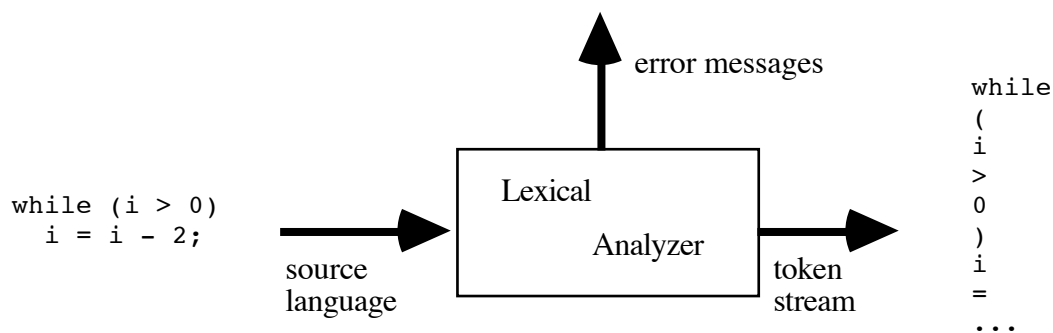 while (i > 0)
i = i - 2;
source
language
error messages
Lexical
Analyzer
token
stream
while
(
i
>
0
)
i
=
...